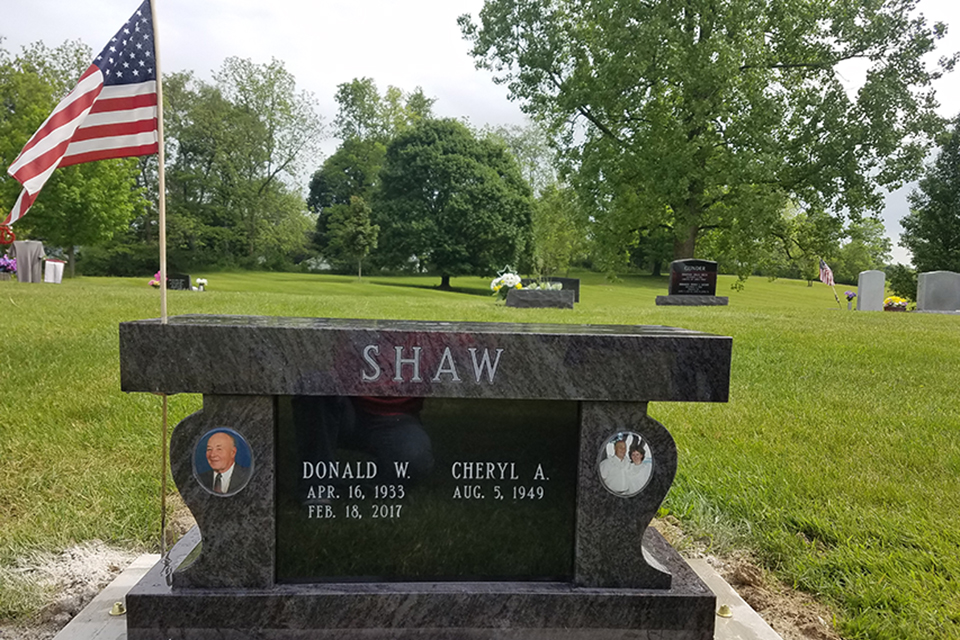 SHAW
DONALD W.
APR. 16, 1933
FEB. 18, 2017
CHERYL A.
AUG. 5, 1949